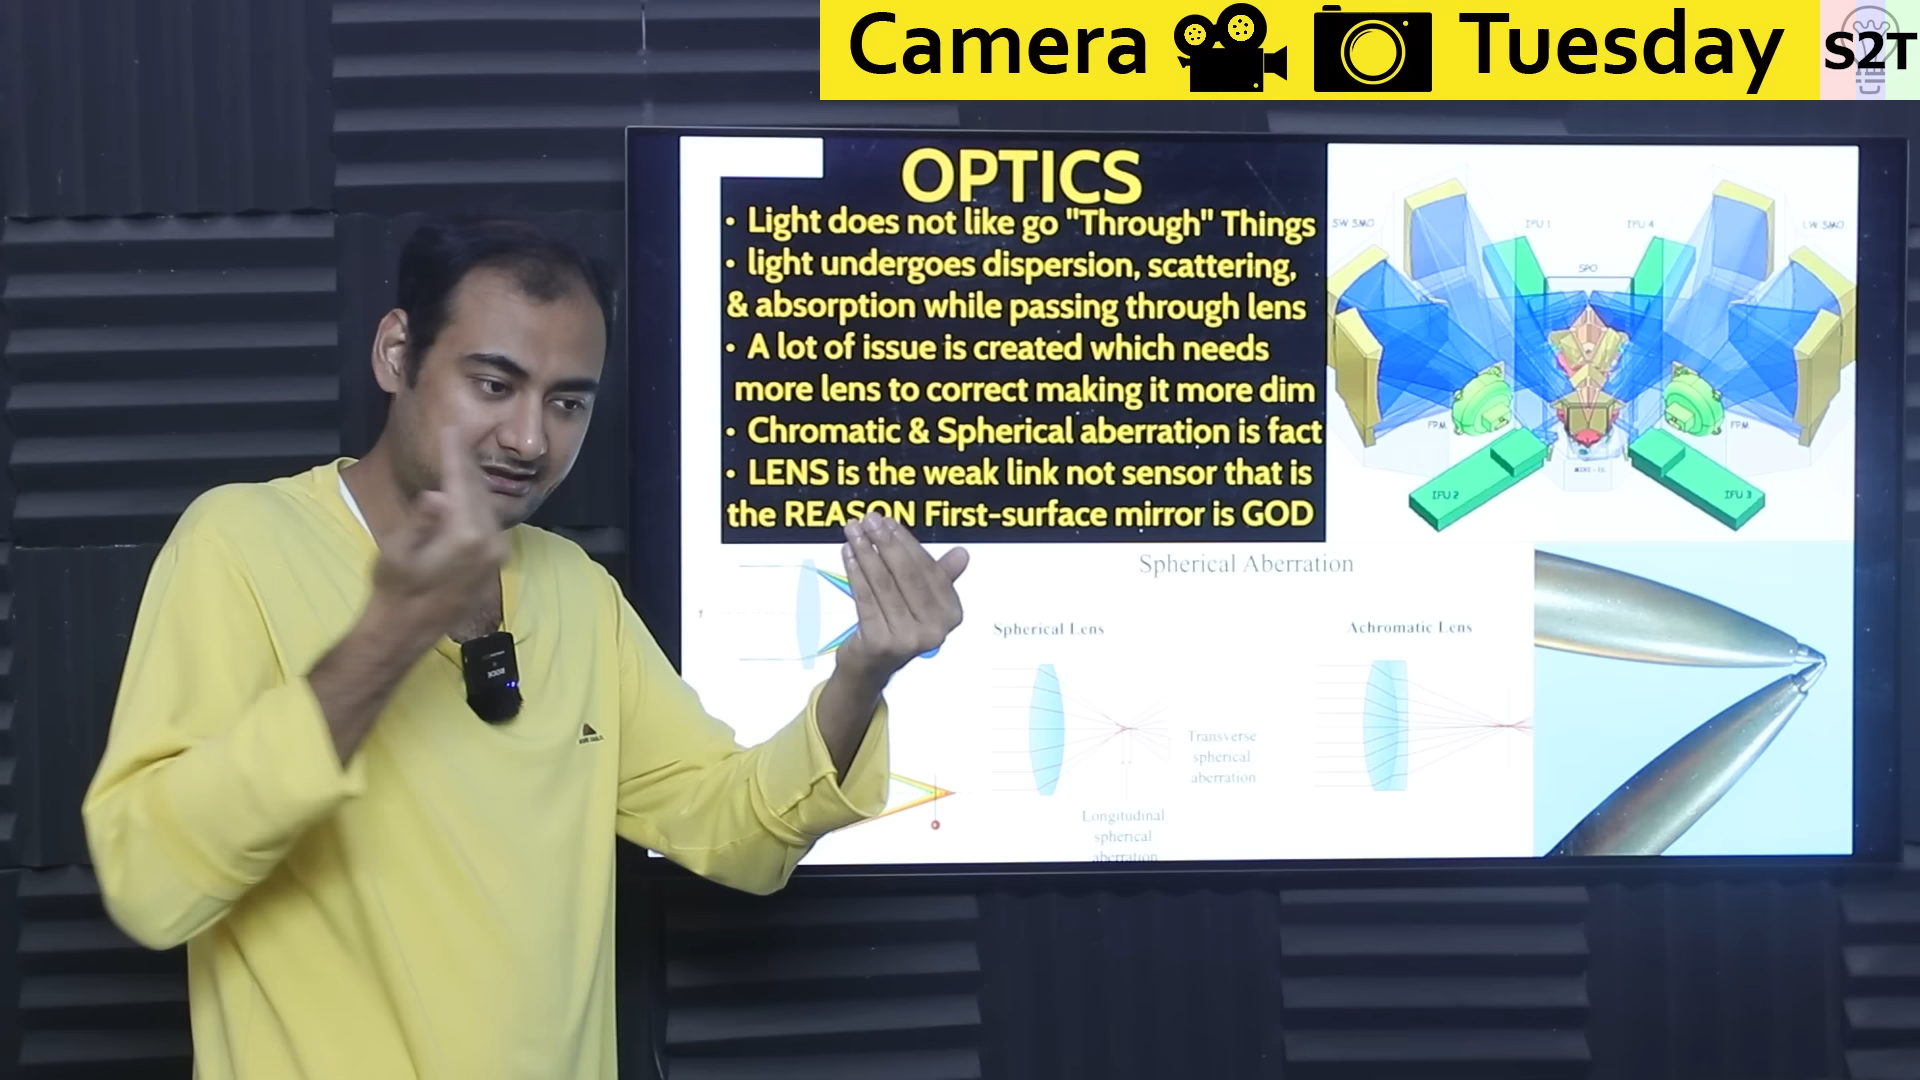 Camera Tuesday S2T
OPTICS
• Light does not like go "Through" Things
• light undergoes dispersion, scattering,
& absorption while passing through lens
• A lot of issue is created which needs
more lens to correct making it more dim
• Chromatic & Spherical aberration is fact
• LENS is the weak link not sensor that is
the REASON First-surface mirror is GOD
SW SMO
IFU 1
IFU 4
LW SMO
SPO
FPM
FPM
IFU 2
IFU 3
Spherical Aberration
Spherical Lens
Achromatic Lens
Transverse
spherical
aberration
Longitudinal
spherical
aberration